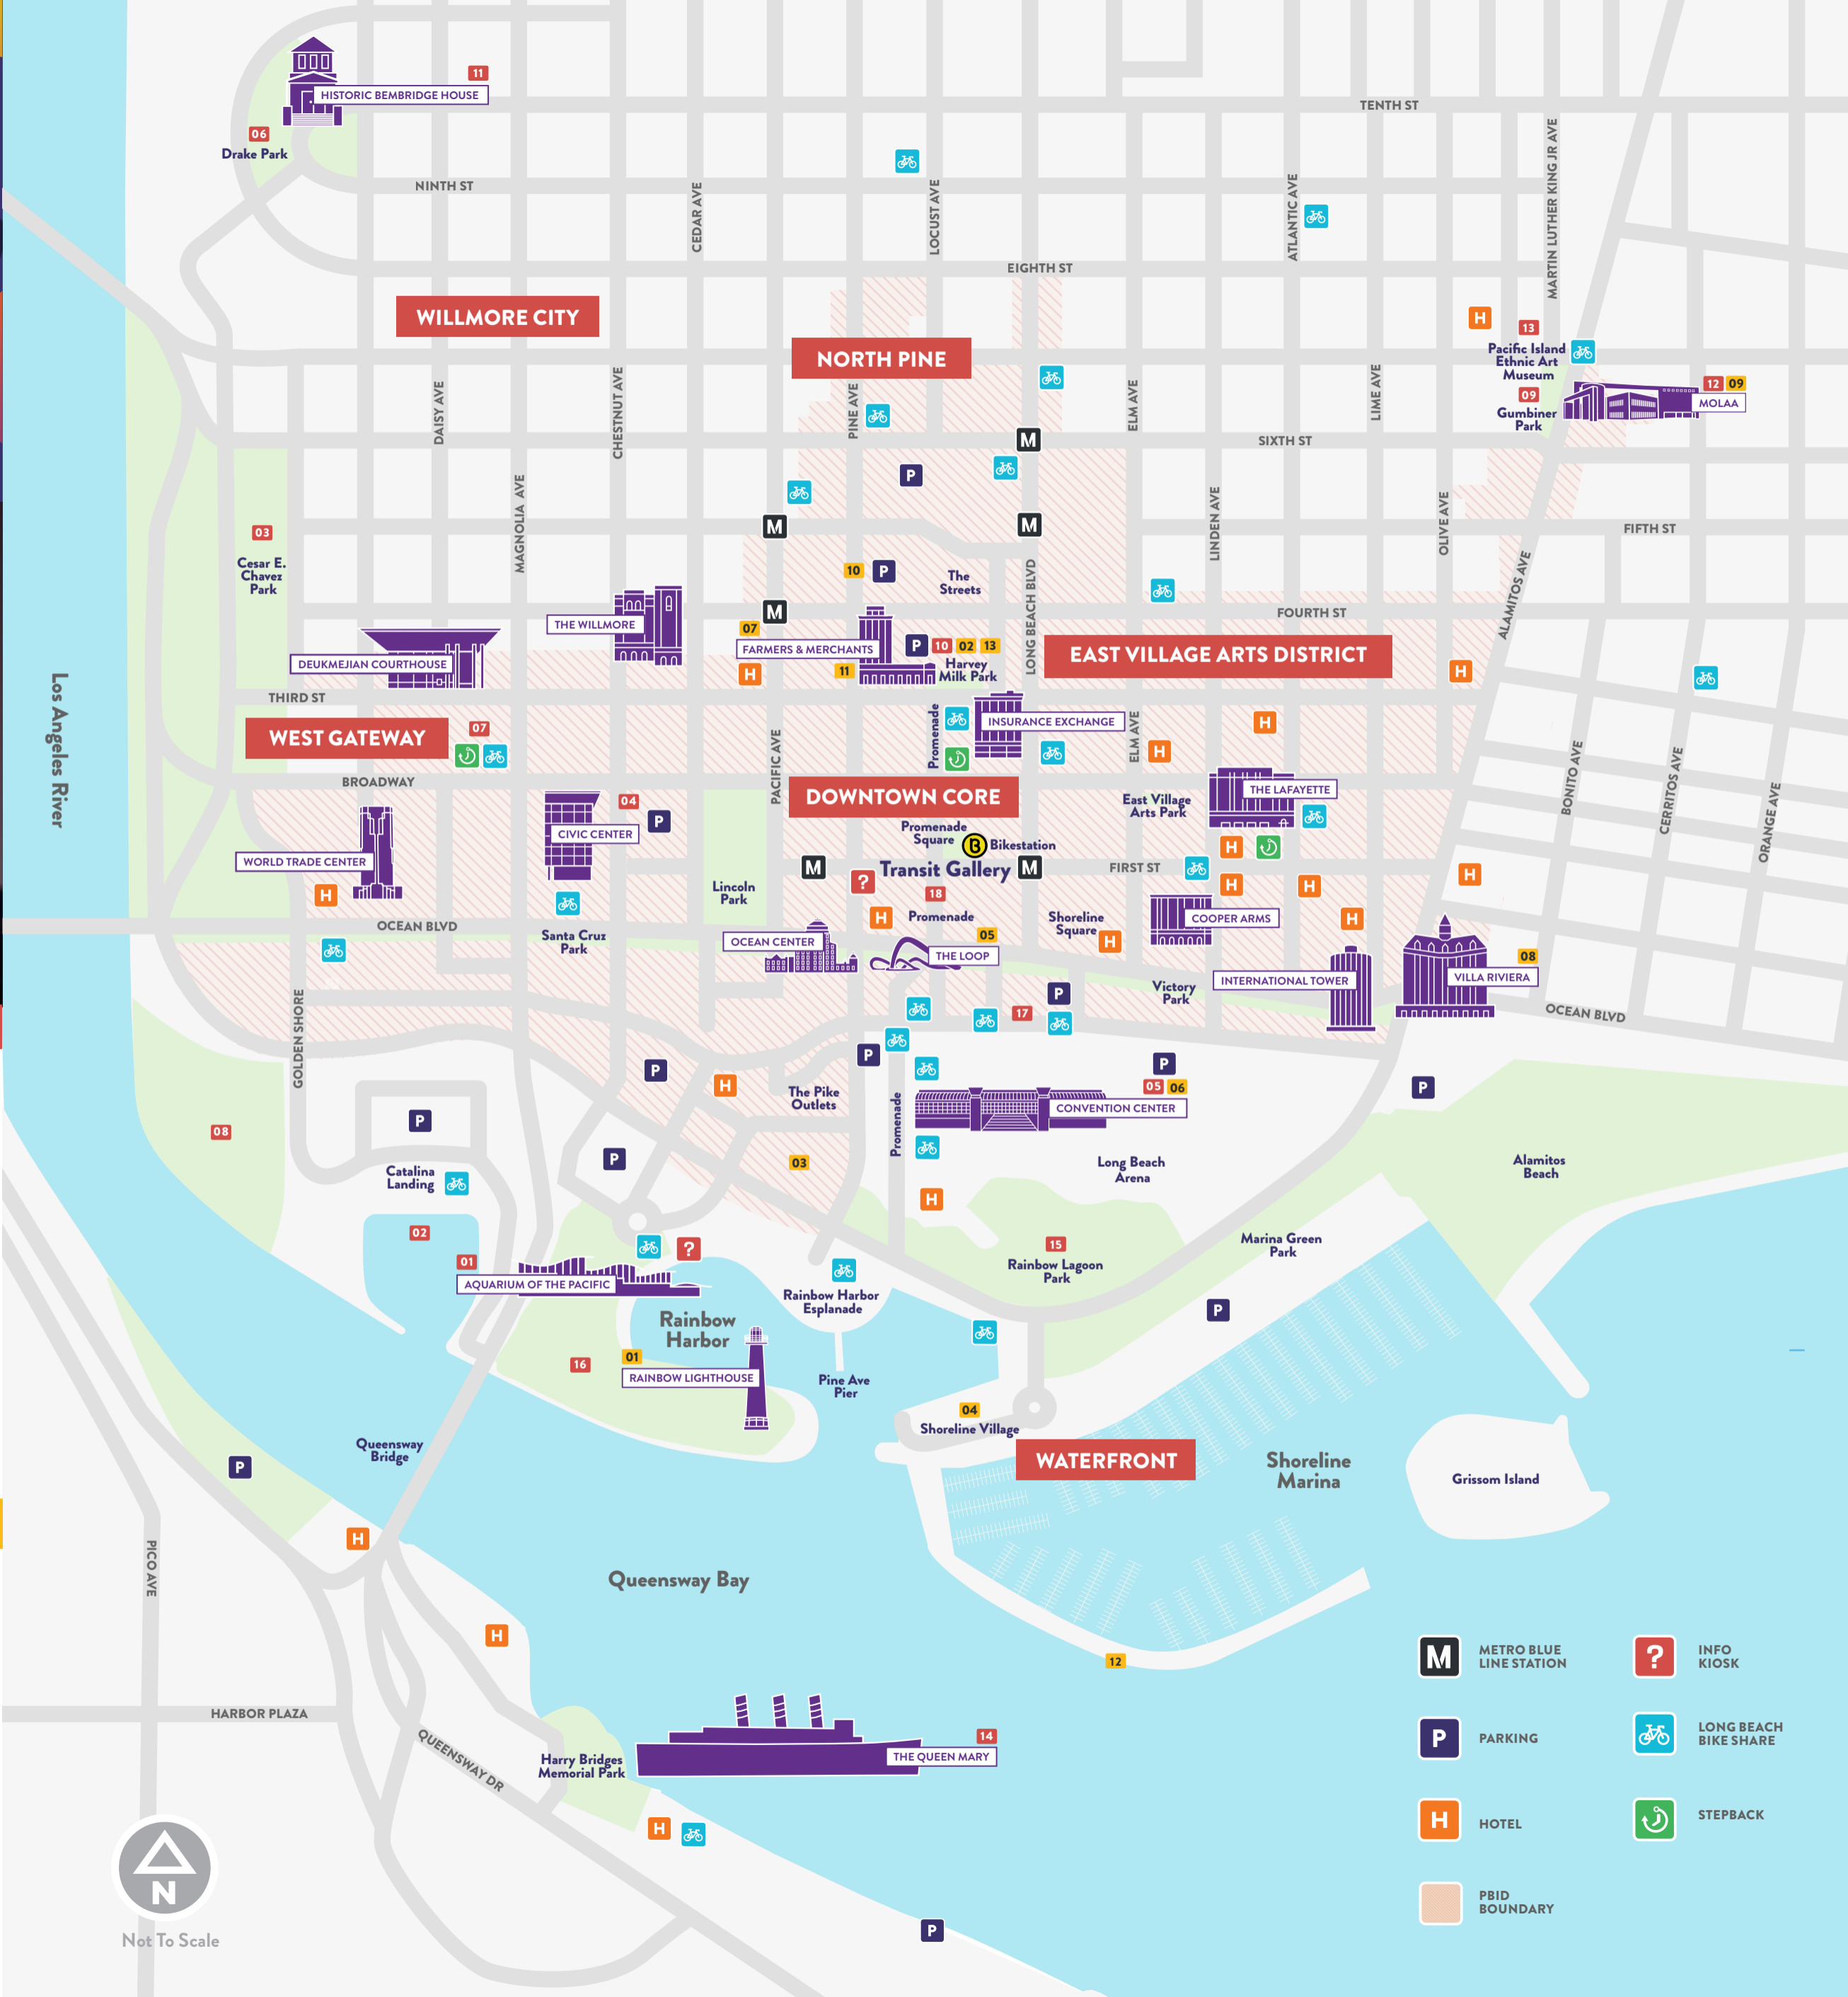 11
HISTORIC BEMBRIDGE HOUSE
TENTH ST
06
Drake Park
NINTH ST
CEDAR AVE
LOCUST AVE
ATLANTIC AVE
MARTIN LUTHER KING JR AVE
EIGHTH ST
WILLMORE CITY
NORTH PINE
H
13
Pacific Island
Ethnic Art
Museum
09
Gumbiner
Park
12
09
MOLAA
DAISY AVE
CHESTNUT AVE
PINE AVE
ELM AVE
LIME AVE
M
SIXTH ST
P
MAGNOLIA AVE
LINDEN AVE
OLIVE AVE
M
M
FIFTH ST
03
Cesar E.
Chavez
Park
10
P
The
Streets
LONG BEACH BLVD
ALAMITOS AVE
M
FOURTH ST
THE WILLMORE
07
FARMERS & MERCHANTS
P
10
02
13
Harvey
Milk Park
11
H
EAST VILLAGE ARTS DISTRICT
H
DEUKMEJIAN COURTHOUSE
THIRD ST
Los Angeles River
WEST GATEWAY
07
PACIFIC AVE
Promenade
INSURANCE EXCHANGE
ELM AVE
H
H
BONITO AVE
CERRITOS AVE
ORANGE AVE
BROADWAY
DOWNTOWN CORE
THE LAFAYETTE
04
CIVIC CENTER
P
East Village
Arts Park
Promenade
Square
B
Bikestation
WORLD TRADE CENTER
H
M
Transit Gallery
M
FIRST ST
H
?
18
Lincoln
Park
H
H
H
H
Promenade
Shoreline
Square
H
COOPER ARMS
H
OCEAN BLVD
Santa Cruz
Park
OCEAN CENTER
05
THE LOOP
08
VILLA RIVIERA
INTERNATIONAL TOWER
Victory
Park
P
17
OCEAN BLVD
GOLDEN SHORE
P
P
P
H
The Pike
Outlets
Promenade
05
06
CONVENTION CENTER
P
P
08
P
03
Long Beach
Arena
Alamitos
Beach
Catalina
Landing
H
02
01
AQUARIUM OF THE PACIFIC
?
15
Rainbow Lagoon
Park
Marina Green
Park
Rainbow Harbor
Esplanade
P
Rainbow
Harbor
16
01
RAINBOW LIGHTHOUSE
Pine Ave
Pier
04
Shoreline Village
WATERFRONT
Shoreline
Marina
Grissom Island
Queensway
Bridge
P
H
PICO AVE
Queensway Bay
H
12
HARBOR PLAZA
QUEENSWAY DR
14
THE QUEEN MARY
Harry Bridges
Memorial Park
H
P
N
Not To Scale
M
METRO BLUE
LINE STATION
?
INFO
KIOSK
P
PARKING
LONG BEACH
BIKE SHARE
H
HOTEL
STEPBACK
PBID
BOUNDARY